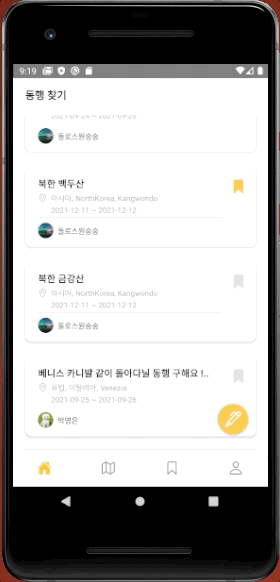 9:19
동행 찾기
2021-09-24 ~ 2021-09-26
돌로스원숭숭
북한 백두산
아시아, NorthKorea, Kangwondo
2021-12-11 ~ 2021-12-12
돌로스원숭숭
북한 금강산
아시아, NorthKorea, Kangwondo
2021-12-11 ~ 2021-12-12
돌로스원숭숭
베니스 카니발 같이 돌아다닐 동행 구해요 !..
유럽, 이탈리아, Venezia
2021-09-25 ~ 2021-09-26
박영은